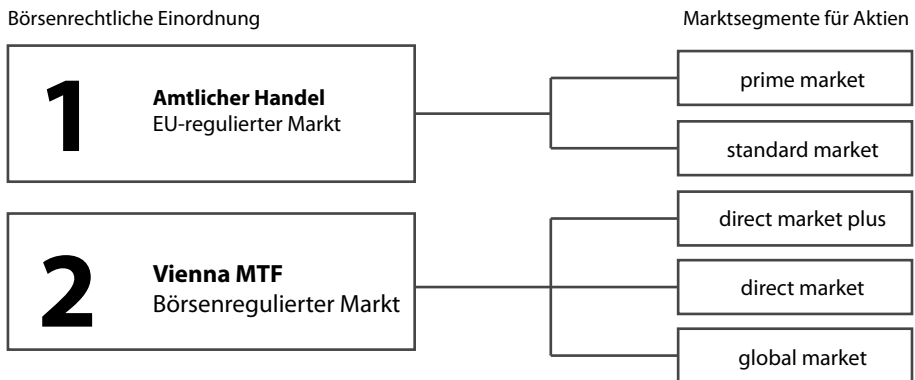 Börsenrechtliche Einordnung
Marktsegmente für Aktien
1
Amtlicher Handel
EU-regulierter Markt
prime market
standard market
2
Vienna MTF
Börsenregulierter Markt
direct market plus
direct market
global market